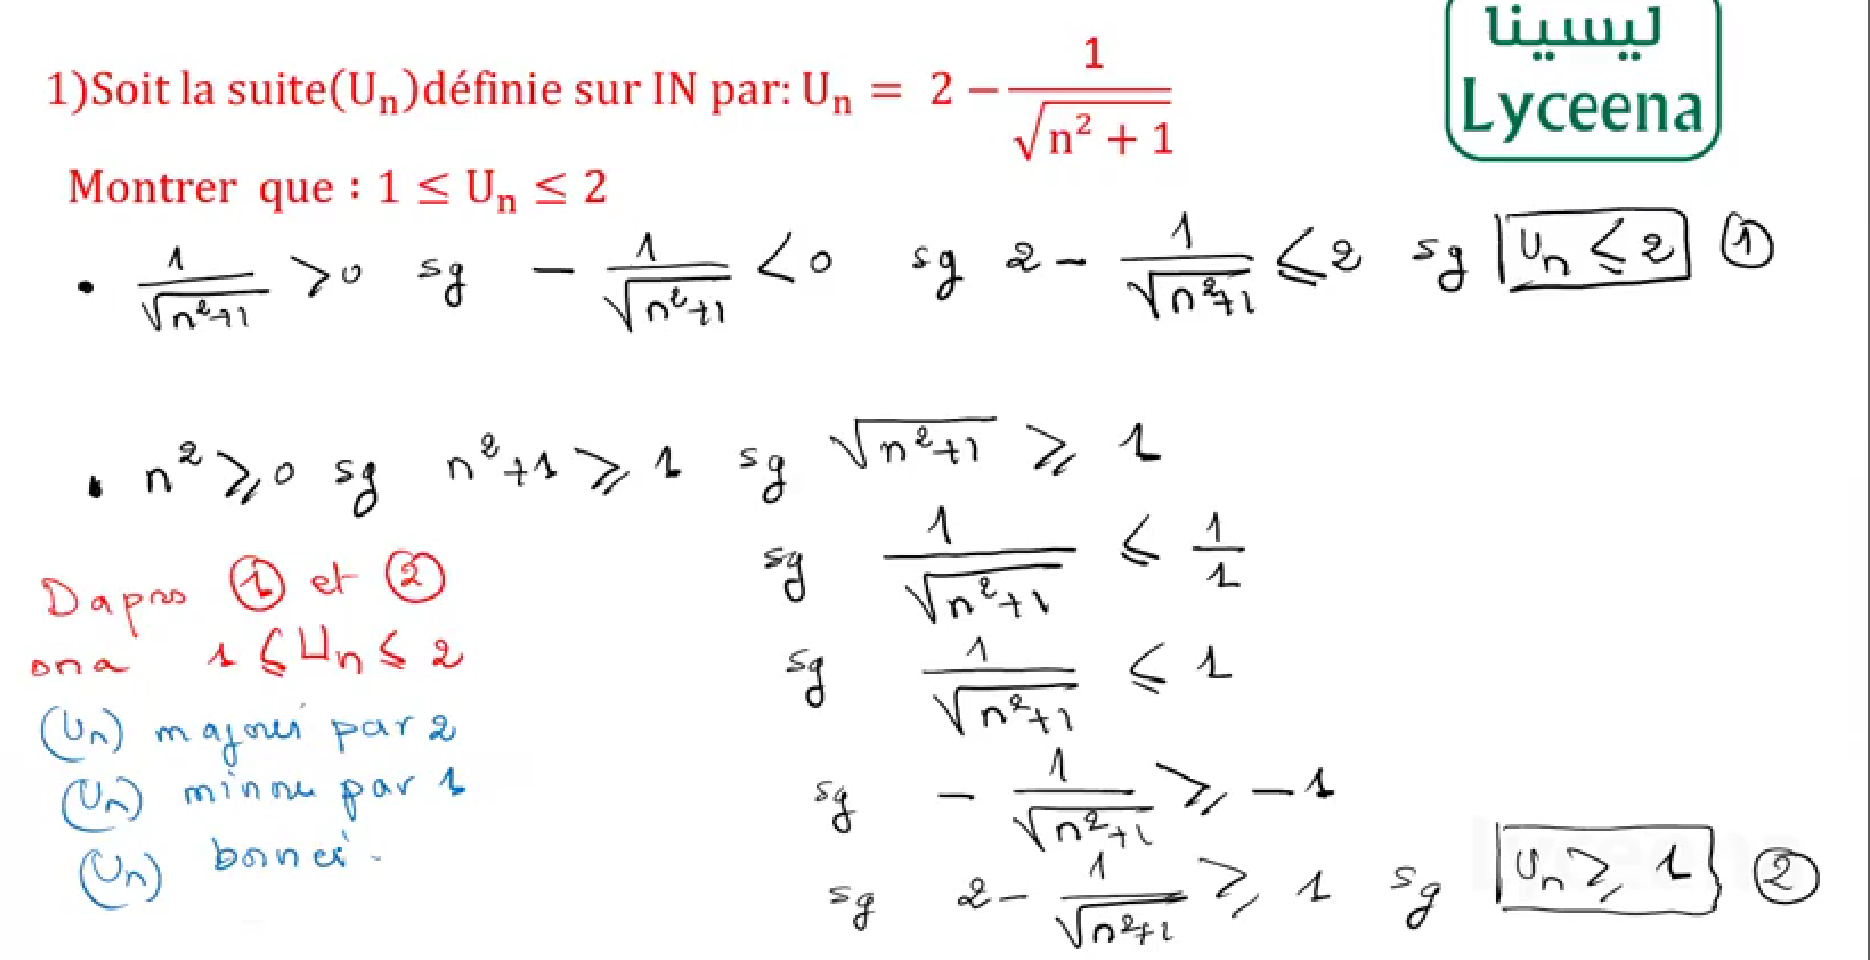 ليسينا
Lyceena
1)Soit la suite(Uₙ)définie sur IN par: Uₙ = 2 − 1/√(n² + 1)
Montrer que : 1 ≤ Uₙ ≤ 2
• 1/√(n²+1) > 0 sg − 1/√(n²+1) < 0 sg 2 − 1/√(n²+1) ≤ 2 sg Uₙ ≤ 2 ①
• n² ≥ 0 sg n²+1 ≥ 1 sg √(n²+1) ≥ 1
sg 1/√(n²+1) ≤ 1/1
sg 1/√(n²+1) ≤ 1
sg − 1/√(n²+1) ≥ −1
sg 2 − 1/√(n²+1) ≥ 1 sg Uₙ ≥ 1 ②
Dapres ① et ②
ona 1 ≤ Uₙ ≤ 2
(Uₙ) majoré par 2
(Uₙ) minoré par 1
(Uₙ) bornée.